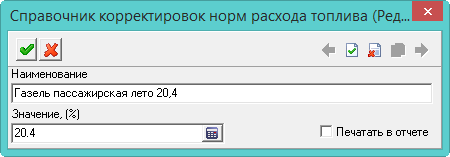 Справочник корректировок норм расхода топлива (Ред...
Наименование
Газель пассажирская лето 20,4
Значение, (%)
20.4
Печатать в отчете